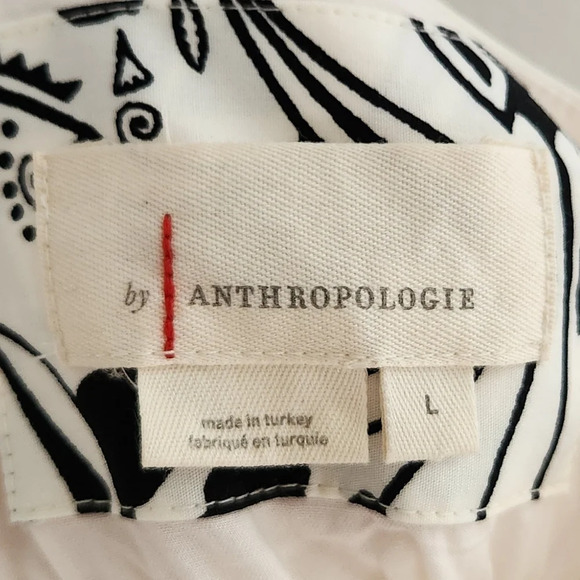 by ANTHROPOLOGIE
made in turkey
fabriqué en turquie
L